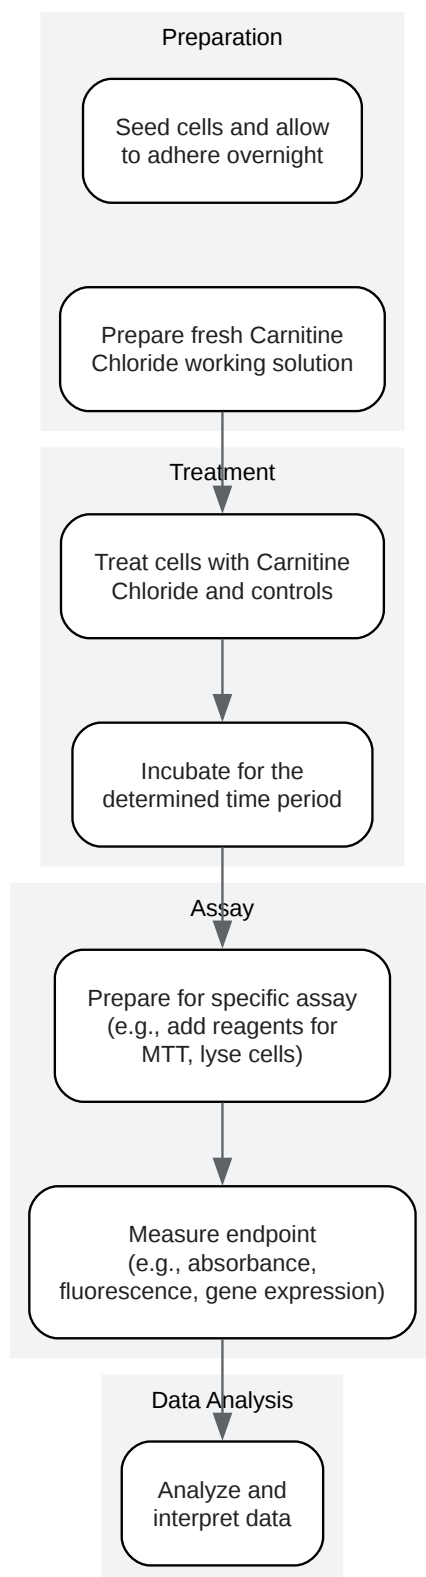 Preparation
Seed cells and allow
to adhere overnight
Prepare fresh Carnitine
Chloride working solution
Treatment
Treat cells with Carnitine
Chloride and controls
Incubate for the
determined time period
Assay
Prepare for specific assay
(e.g., add reagents for
MTT, lyse cells)
Measure endpoint
(e.g., absorbance,
fluorescence, gene expression)
Data Analysis
Analyze and
interpret data